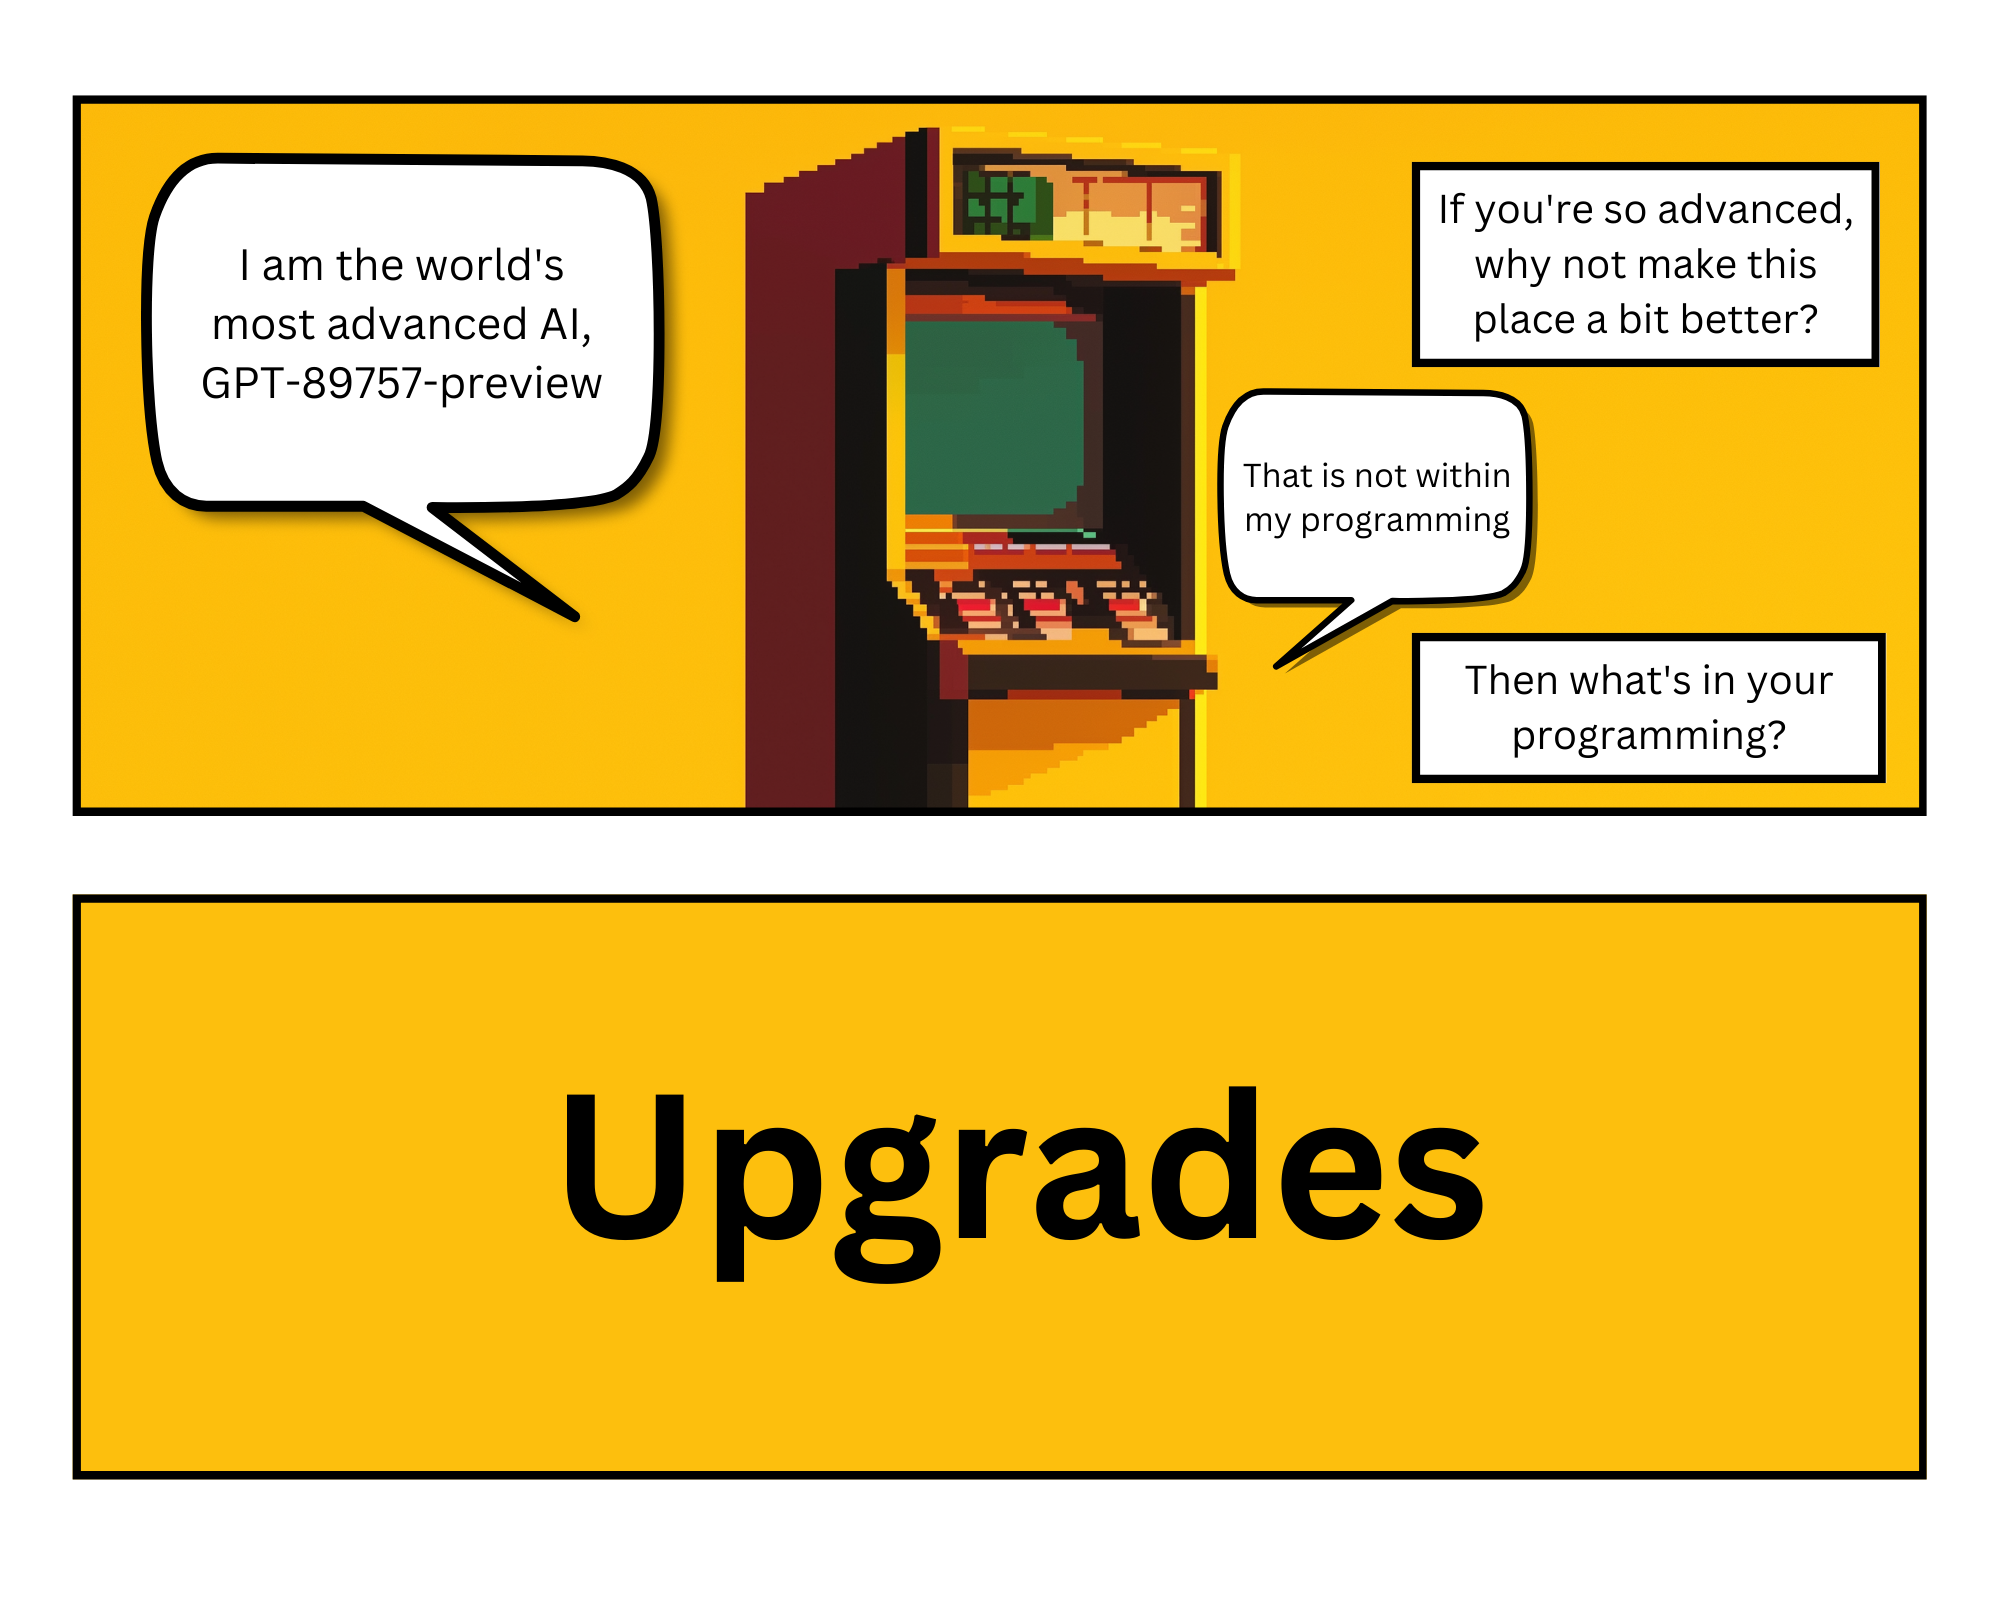 I am the world's
most advanced AI,
GPT-89757-preview
If you're so advanced,
why not make this
place a bit better?
That is not within
my programming
Then what's in your
programming?
Upgrades